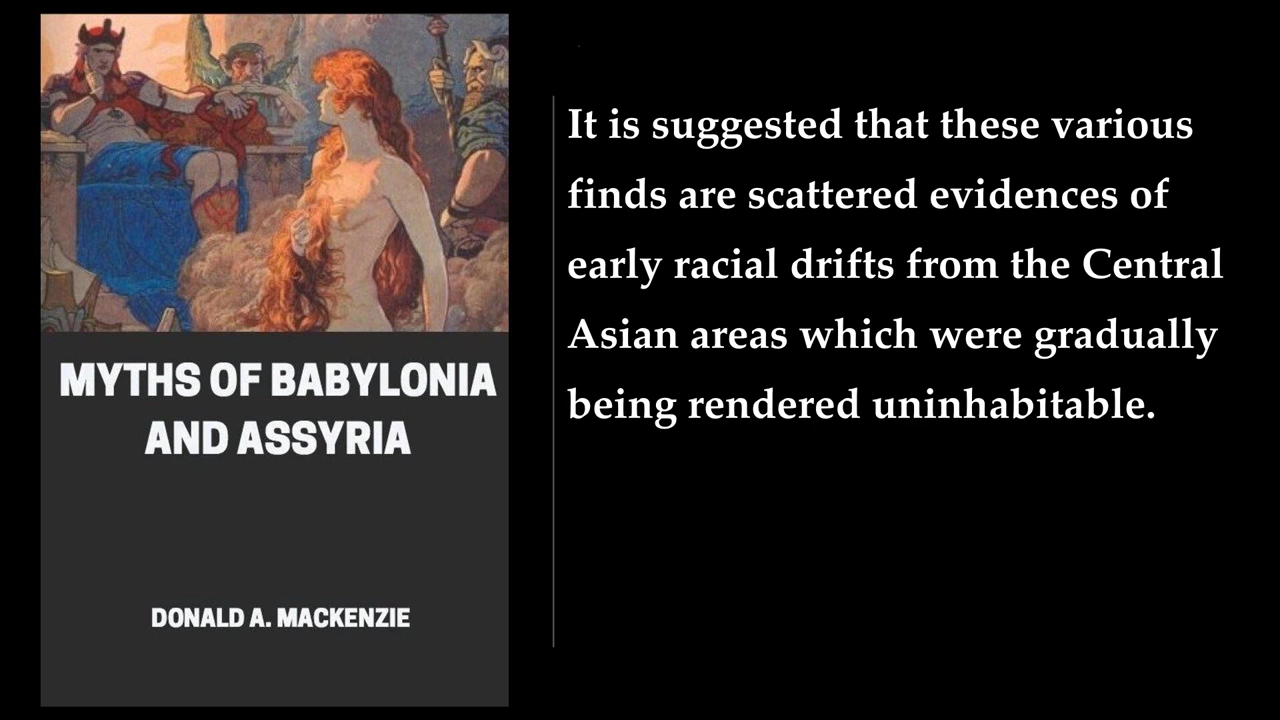 MYTHS OF BABYLONIA
AND ASSYRIA
DONALD A. MACKENZIE
It is suggested that these various
finds are scattered evidences of
early racial drifts from the Central
Asian areas which were gradually
being rendered uninhabitable.